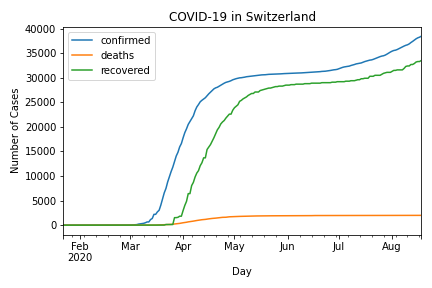 COVID-19 in Switzerland
40000
35000
30000
25000
20000
15000
10000
5000
0
Number of Cases
confirmed
deaths
recovered
Feb Mar Apr May Jun Jul Aug
2020
Day